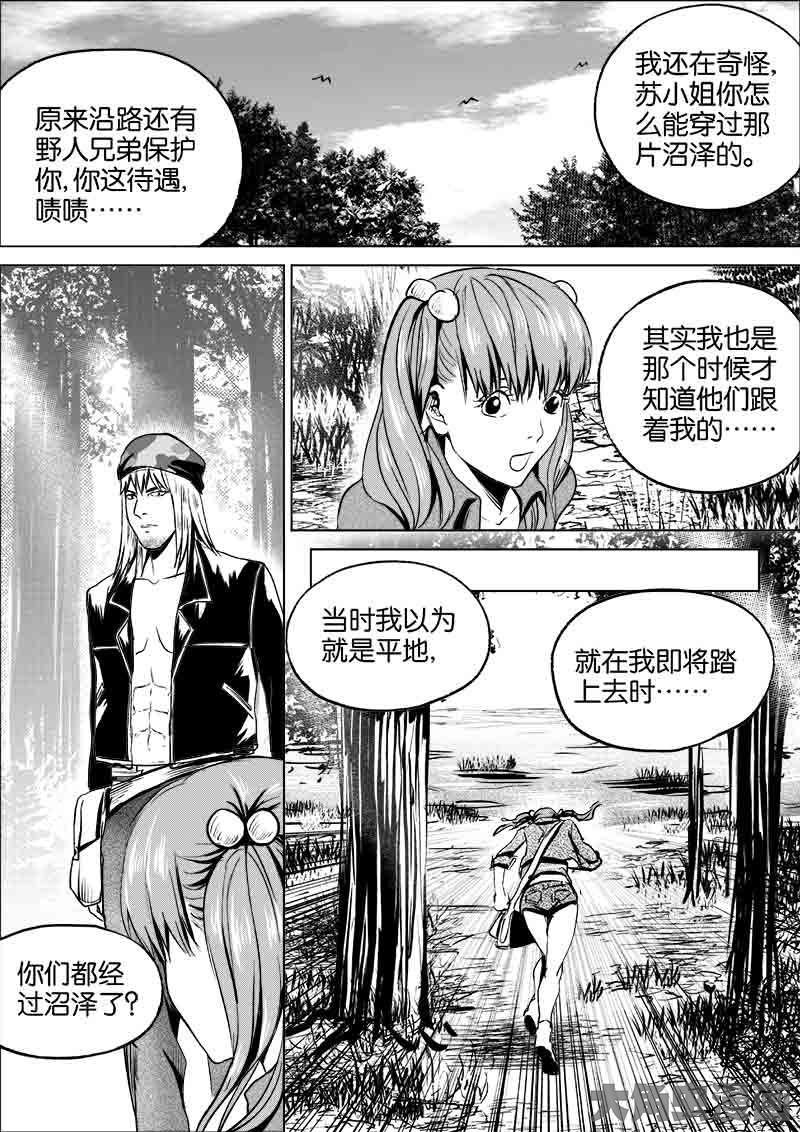 我还在奇怪,
苏小姐你怎
么能穿过那
片沼泽的。
原来沿路还有
野人兄弟保护
你,你这待遇,
啧啧……
其实我也是
那个时候才
知道他们跟
着我的……
你们都经
过沼泽了?
当时我以为
就是平地,
就在我即将踏
上去时……